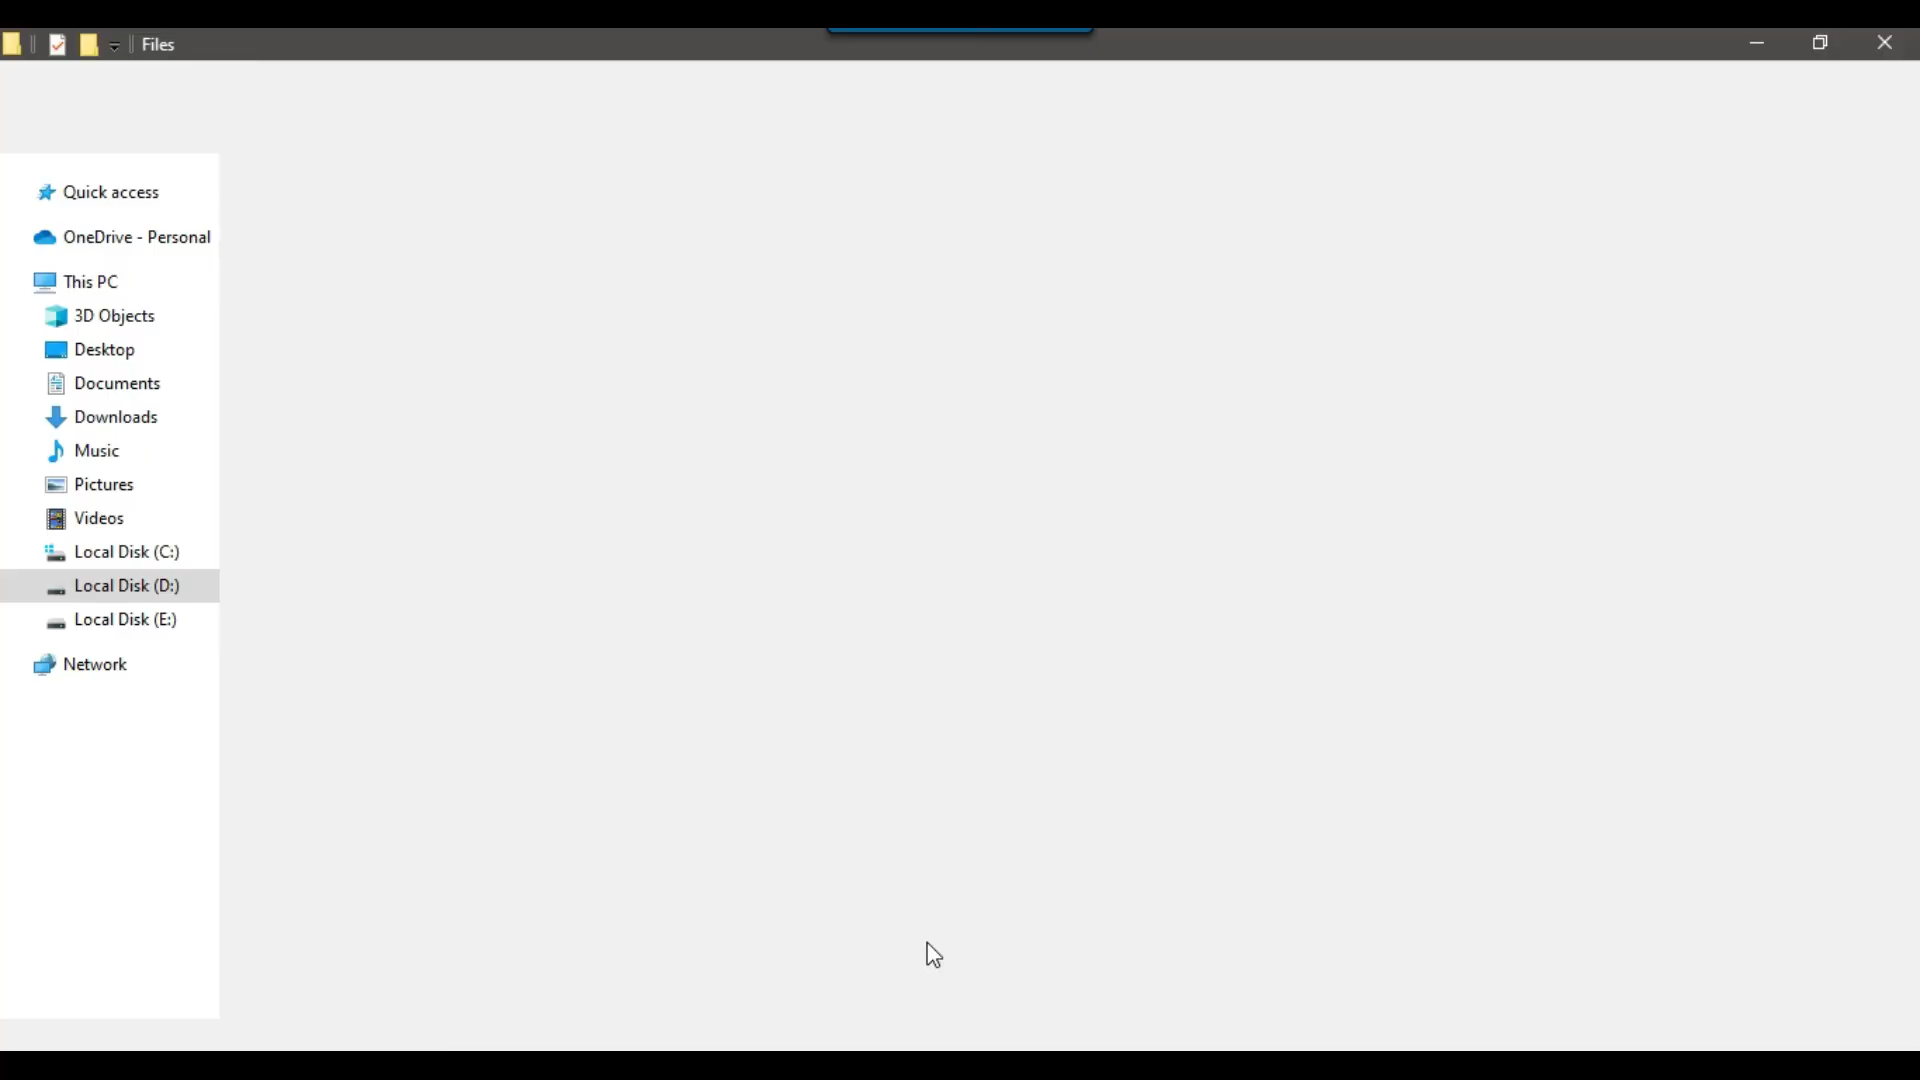 Files
Quick access
OneDrive - Personal
This PC
3D Objects
Desktop
Documents
Downloads
Music
Pictures
Videos
Local Disk (C:)
Local Disk (D:)
Local Disk (E:)
Network